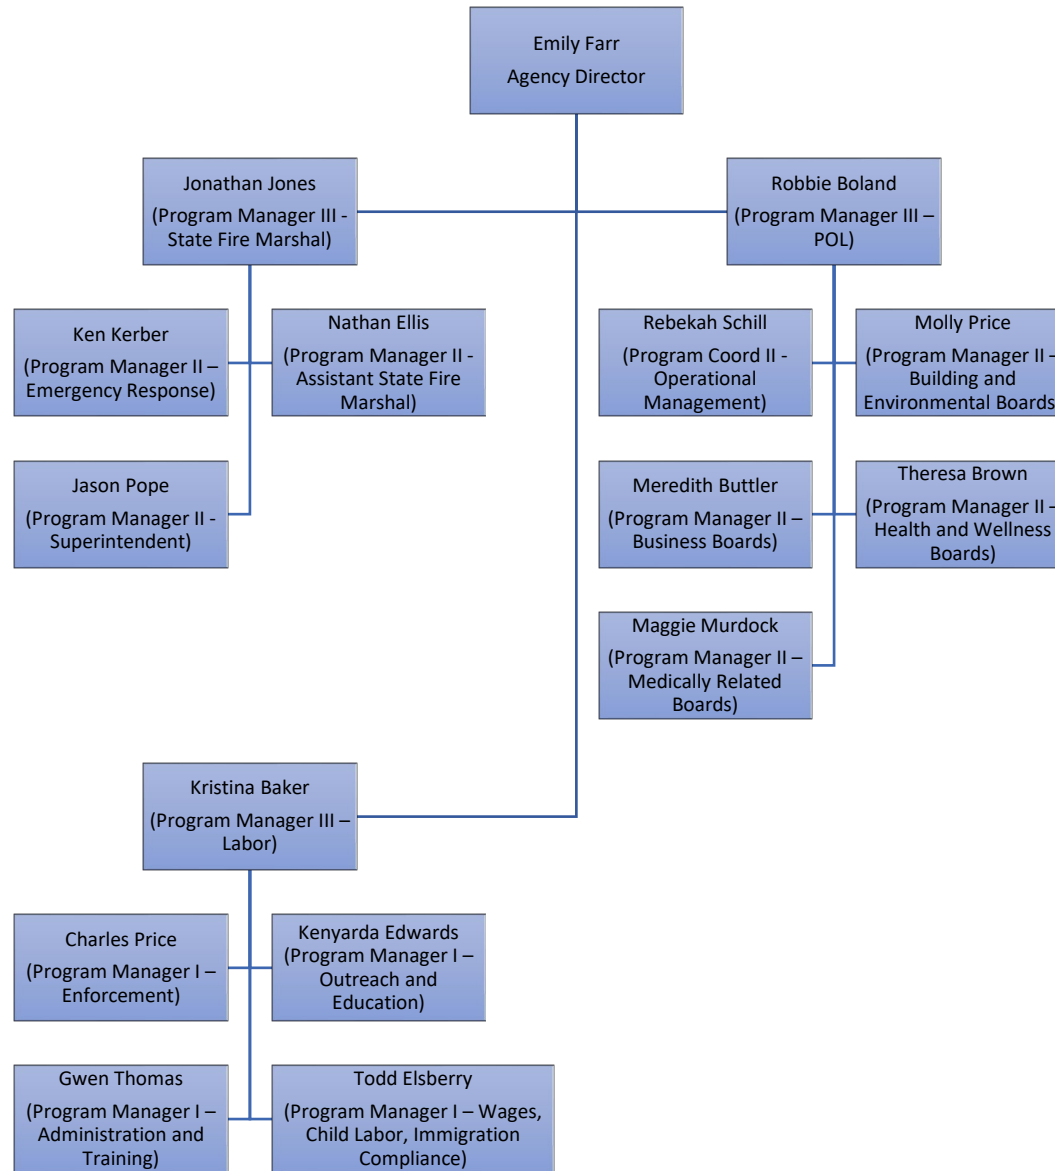 Emily Farr
Agency Director
Jonathan Jones
(Program Manager III -
State Fire Marshal)
Robbie Boland
(Program Manager III –
POL)
Ken Kerber
(Program Manager II –
Emergency Response)
Nathan Ellis
(Program Manager II -
Assistant State Fire
Marshal)
Rebekah Schill
(Program Coord II -
Operational
Management)
Molly Price
(Program Manager II –
Building and
Environmental Boards
Jason Pope
(Program Manager II -
Superintendent)
Meredith Buttler
(Program Manager II –
Business Boards)
Theresa Brown
(Program Manager II –
Health and Wellness
Boards)
Maggie Murdock
(Program Manager II –
Medically Related
Boards)
Kristina Baker
(Program Manager III –
Labor)
Charles Price
(Program Manager I –
Enforcement)
Kenyarda Edwards
(Program Manager I –
Outreach and
Education)
Gwen Thomas
(Program Manager I –
Administration and
Training)
Todd Elsberry
(Program Manager I – Wages,
Child Labor, Immigration
Compliance)